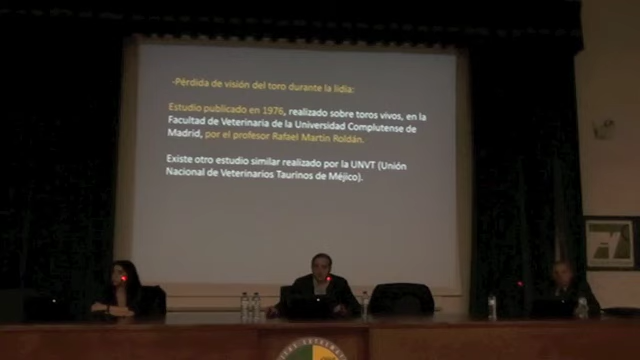 -Pérdida de visión del toro durante la lidia:
Estudio publicado en 1976, realizado sobre toros vivos, en la
Facultad de Veterinaria de la Universidad Complutense de
Madrid, por el profesor Rafael Martin Roldán.
Existe otro estudio similar realizado por la UNVT (Unión
Nacional de Veterinarios Taurinos de Méjico).